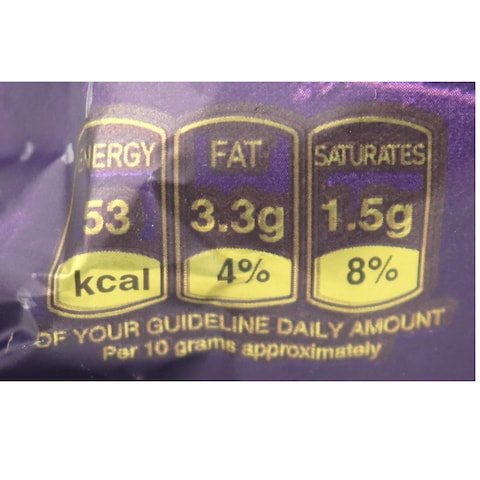 ENERGY FAT SATURATES
53 3.3g 1.5g
kcal 4% 8%
OF YOUR GUIDELINE DAILY AMOUNT
Per 10 grams approximately